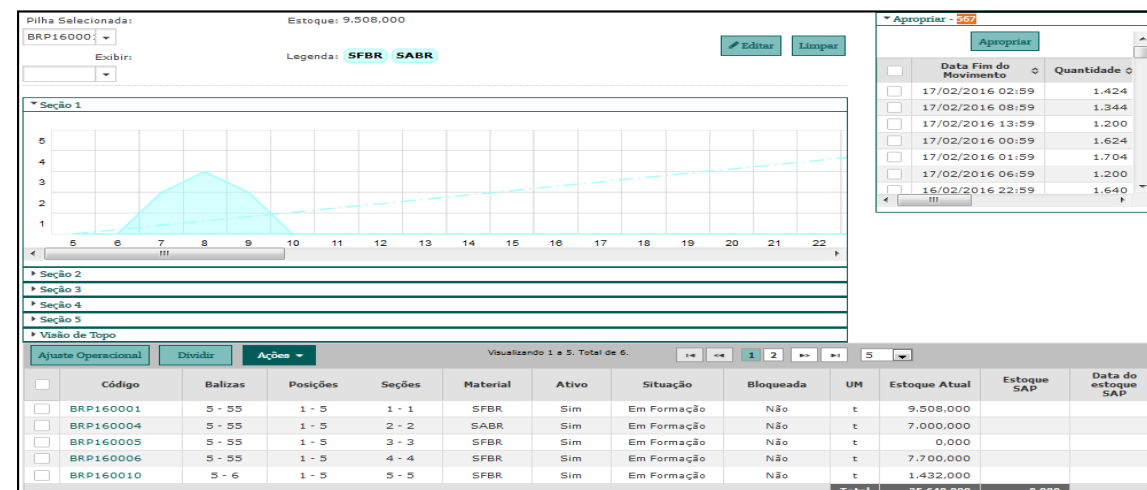 Pilha Selecionada:
Estoque: 9.508,000
BRP16000
Exibir:
Legenda: SFBR SABR
Editar
Limpar
Apropriar - 567
Apropriar
Data Fim do Movimento Quantidade
17/02/2016 02:59 1.424
17/02/2016 08:59 1.344
17/02/2016 13:59 1.200
17/02/2016 00:59 1.624
17/02/2016 01:59 1.704
17/02/2016 06:59 1.200
16/02/2016 22:59 1.640
Seção 1
5
4
3
2
1
5 6 7 8 9 10 11 12 13 14 15 16 17 18 19 20 21 22
Seção 2
Seção 3
Seção 4
Seção 5
Visão de Topo
Ajuste Operacional Dividir Ações Visualizando 1 a 5. Total de 6. 1 2 5
Código Balizas Posições Seções Material Ativo Situação Bloqueada UM Estoque Atual Estoque SAP Data do estoque SAP
BRP160001 5 - 55 1 - 5 1 - 1 SFBR Sim Em Formação Não t 9.508,000
BRP160004 5 - 55 1 - 5 2 - 2 SABR Sim Em Formação Não t 7.000,000
BRP160005 5 - 55 1 - 5 3 - 3 SFBR Sim Em Formação Não t 0,000
BRP160006 5 - 55 1 - 5 4 - 4 SFBR Sim Em Formação Não t 7.700,000
BRP160010 5 - 6 1 - 5 5 - 5 SFBR Sim Em Formação Não t 1.432,000
Total